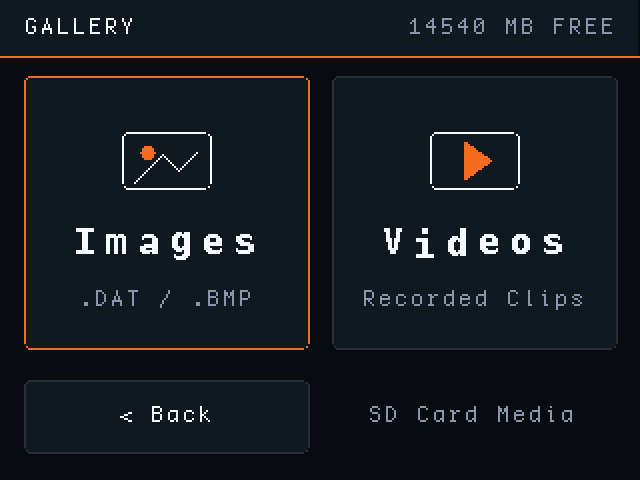 GALLERY
14540 MB FREE
Images
.DAT / .BMP
Videos
Recorded Clips
< Back
SD Card Media